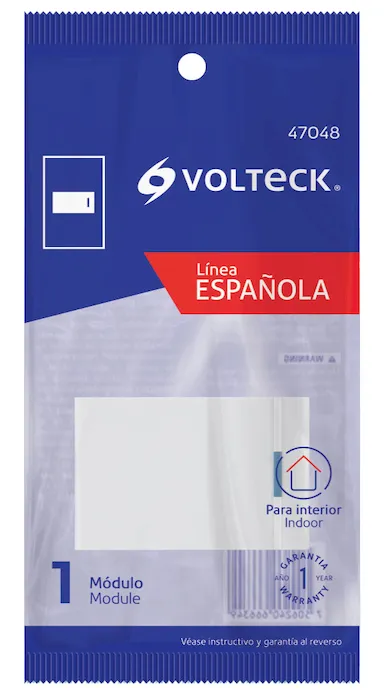 47048
VOLTECK®
Línea
ESPAÑOLA
WARNING
Para interior
Indoor
1
Módulo
Module
GARANTÍA
AÑO 1 YEAR
WARRANTY
Véase instructivo y garantía al reverso